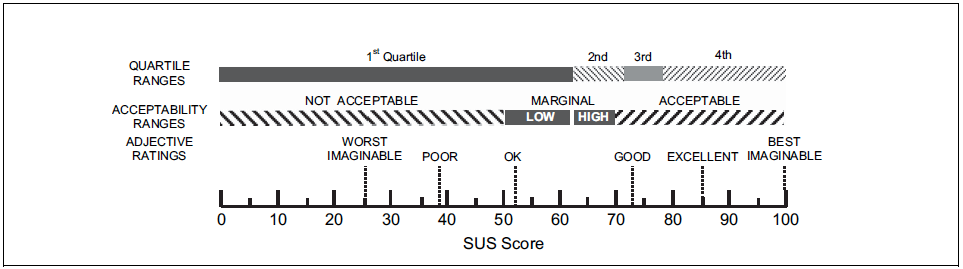 1st Quartile 2nd 3rd 4th
QUARTILE
RANGES
NOT ACCEPTABLE MARGINAL ACCEPTABLE
ACCEPTABILITY
RANGES
LOW HIGH
ADJECTIVE
RATINGS
WORST
IMAGINABLE
POOR
OK
GOOD
EXCELLENT
BEST
IMAGINABLE
0 10 20 30 40 50 60 70 80 90 100
SUS Score